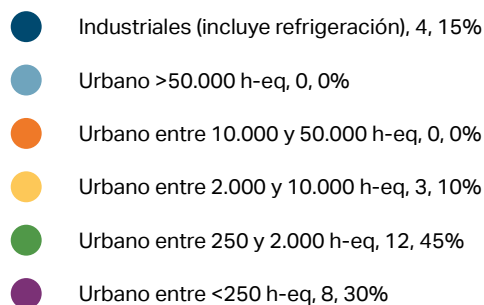 Industriales (incluye refrigeración), 4, 15%
Urbano >50.000 h-eq, 0, 0%
Urbano entre 10.000 y 50.000 h-eq, 0, 0%
Urbano entre 2.000 y 10.000 h-eq, 3, 10%
Urbano entre 250 y 2.000 h-eq, 12, 45%
Urbano entre <250 h-eq, 8, 30%